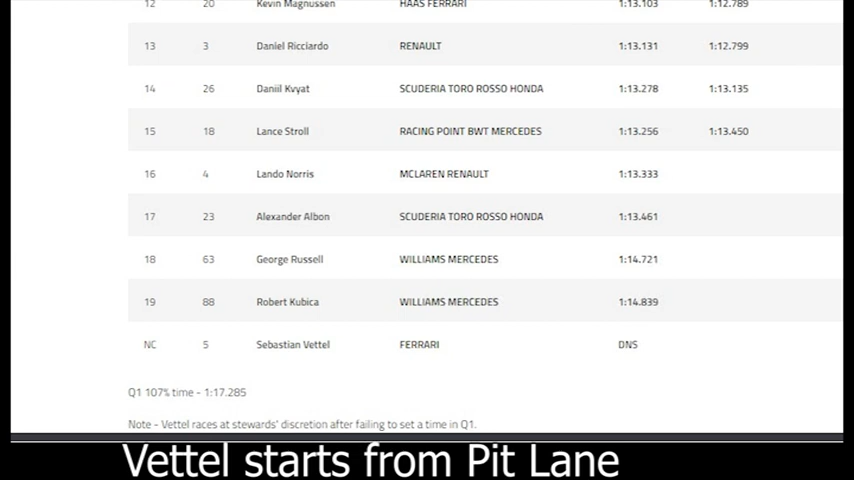 12 20 Kevin Magnussen HAAS FERRARI 1:13.103 1:12.789
13 3 Daniel Ricciardo RENAULT 1:13.131 1:12.799
14 26 Daniil Kvyat SCUDERIA TORO ROSSO HONDA 1:13.278 1:13.135
15 18 Lance Stroll RACING POINT BWT MERCEDES 1:13.256 1:13.450
16 4 Lando Norris MCLAREN RENAULT 1:13.333
17 23 Alexander Albon SCUDERIA TORO ROSSO HONDA 1:13.461
18 63 George Russell WILLIAMS MERCEDES 1:14.721
19 88 Robert Kubica WILLIAMS MERCEDES 1:14.839
NC 5 Sebastian Vettel FERRARI DNS
Q1 107% time - 1:17.285
Note - Vettel races at stewards' discretion after failing to set a time in Q1.
Vettel starts from Pit Lane